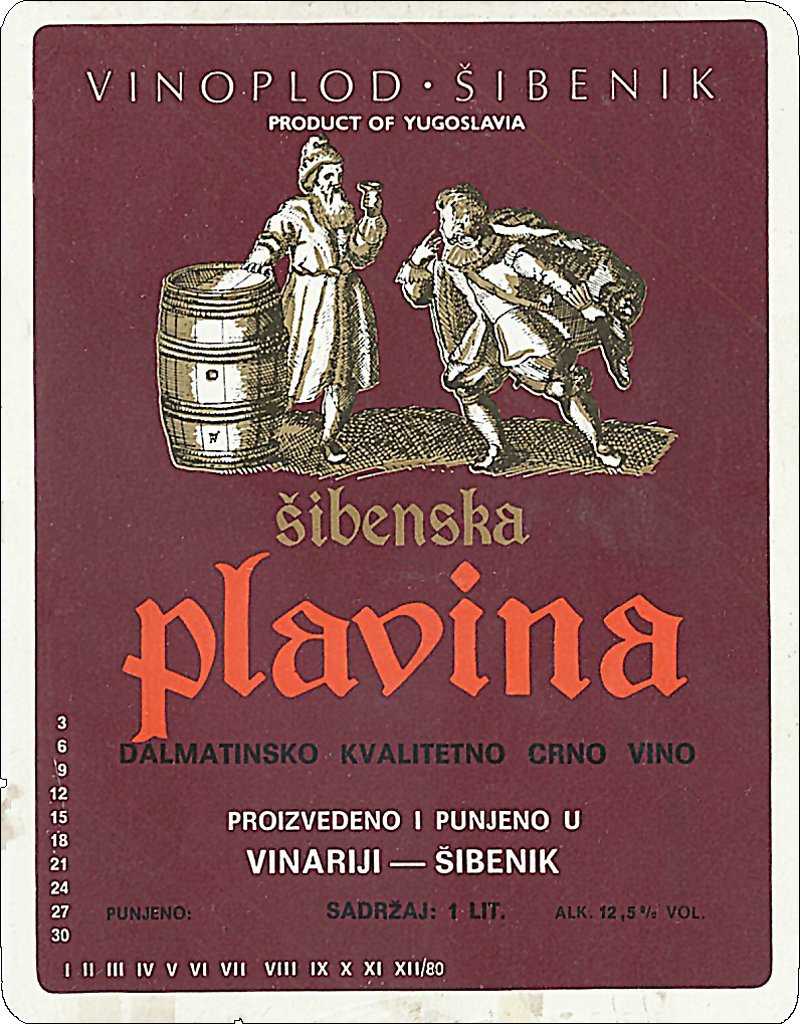 VINOPLOD · ŠIBENIK
PRODUCT OF YUGOSLAVIA
šibenska
plavina
DALMATINSKO KVALITETNO CRNO VINO
PROIZVEDENO I PUNJENO U
VINARIJI — ŠIBENIK
3
6
9
12
15
18
21
24
27
30
PUNJENO: SADRŽAJ: 1 LIT. ALK. 12,5% VOL.
I II III IV V VI VII VIII IX X XI XII/80